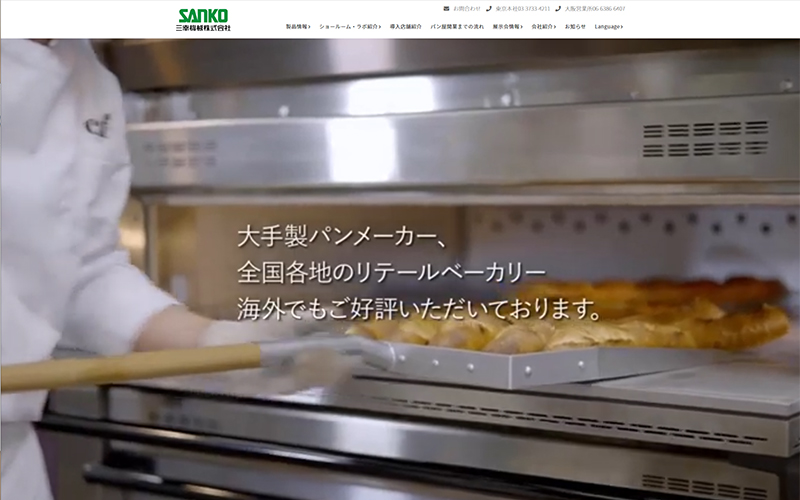 SANKO
三幸機械株式会社
お問合わせ 東京本社03 3733 4211 大阪営業所06 6386 6407
製品情報 ショールーム・ラボ紹介 導入店舗紹介 パン屋開業までの流れ 展示会情報 会社紹介 お知らせ Language
大手製パンメーカー、
全国各地のリテールベーカリー
海外でもご好評いただいております。